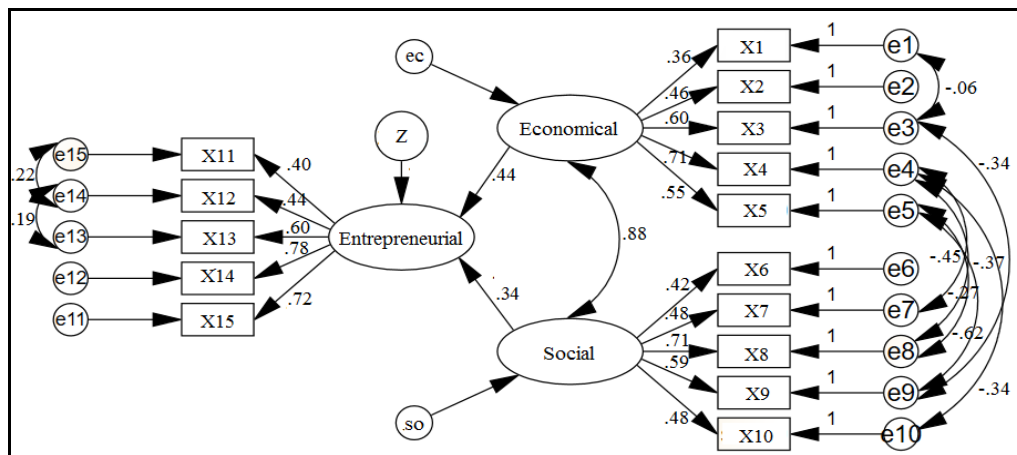 ec
Z
so
Economical
Entrepreneurial
Social
.44
.34
.88
e15
e14
e13
e12
e11
.22
.19
X11
X12
X13
X14
X15
.40
.44
.60
.78
.72
.36
.46
.60
.71
.55
X1
X2
X3
X4
X5
1
1
1
1
1
e1
e2
e3
e4
e5
.42
.48
.71
.59
.48
X6
X7
X8
X9
X10
1
1
1
1
1
e6
e7
e8
e9
e10
-.06
-.34
-.45
-.37
-.27
-.62
-.34